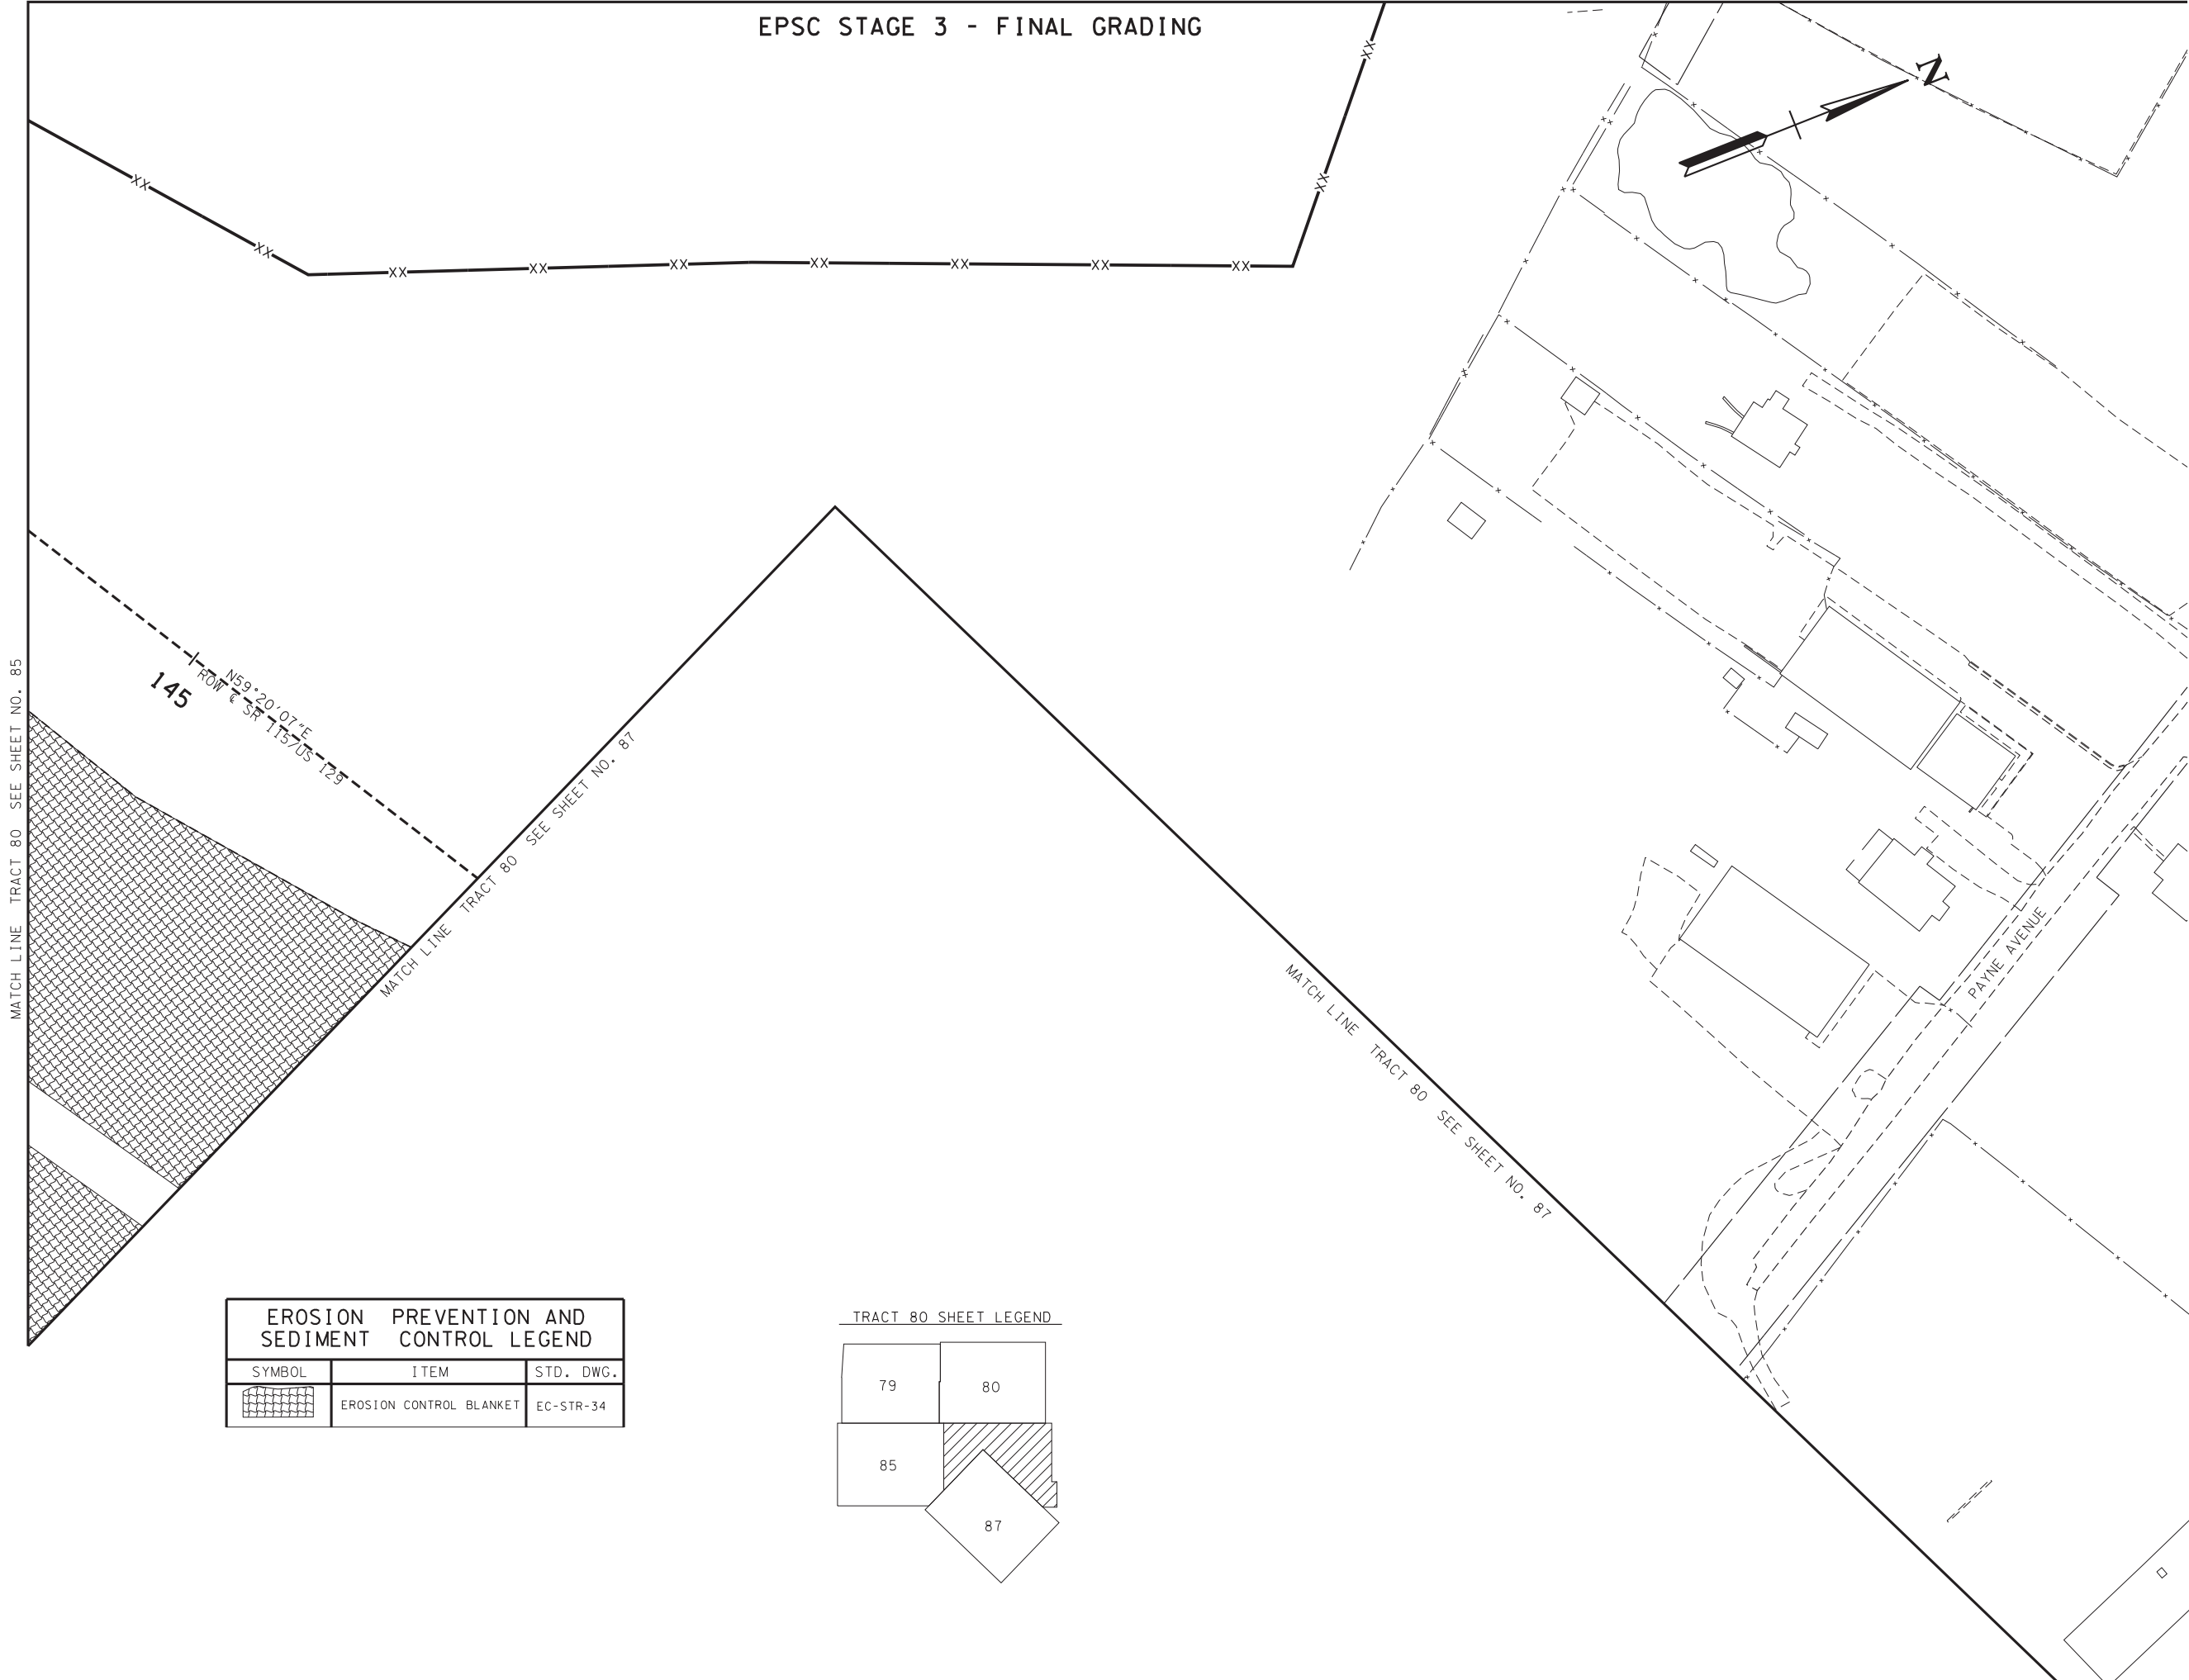 EPSC STAGE 3 - FINAL GRADING
N
MATCH LINE TRACT 80 SEE SHEET NO. 85
145
N59°20'07"E
ROW ℄ SR 115/US 129
MATCH LINE TRACT 80 SEE SHEET NO. 87
MATCH LINE TRACT 80 SEE SHEET NO. 87
PAYNE AVENUE
EROSION PREVENTION AND
SEDIMENT CONTROL LEGEND
SYMBOL ITEM STD. DWG.
EROSION CONTROL BLANKET EC-STR-34
TRACT 80 SHEET LEGEND
79 80
85
87